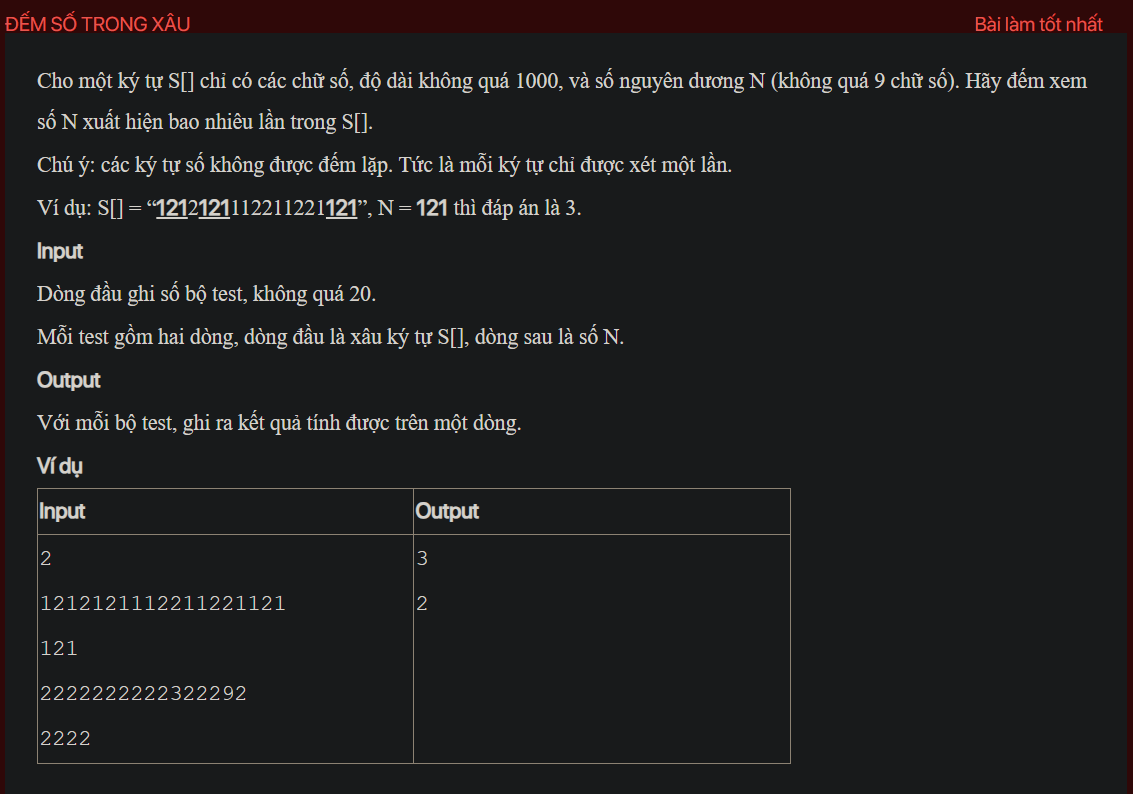 ĐẾM SỐ TRONG XÂU
Bài làm tốt nhất
Cho một ký tự S[] chỉ có các chữ số, độ dài không quá 1000, và số nguyên dương N (không quá 9 chữ số). Hãy đếm xem
số N xuất hiện bao nhiêu lần trong S[].
Chú ý: các ký tự số không được đếm lặp. Tức là mỗi ký tự chỉ được xét một lần.
Ví dụ: S[] = “1212121112211221121”, N = 121 thì đáp án là 3.
Input
Dòng đầu ghi số bộ test, không quá 20.
Mỗi test gồm hai dòng, dòng đầu là xâu ký tự S[], dòng sau là số N.
Output
Với mỗi bộ test, ghi ra kết quả tính được trên một dòng.
Ví dụ
Input Output
2 3
1212121112211221121 2
121
2222222222322292
2222